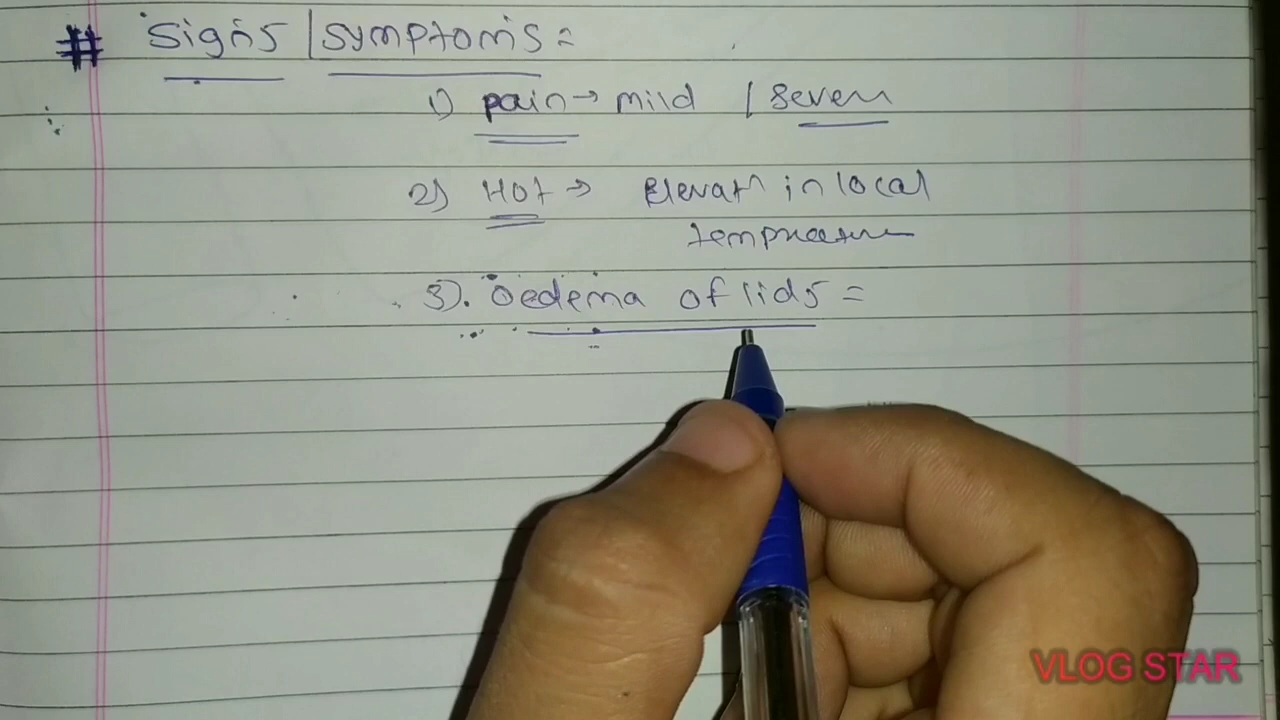 # Signs | Symptoms =
1) pain → mild / Severe
2) Hot → Elevatn in local
temprature
3). Oedema of lids =
VLOG STAR